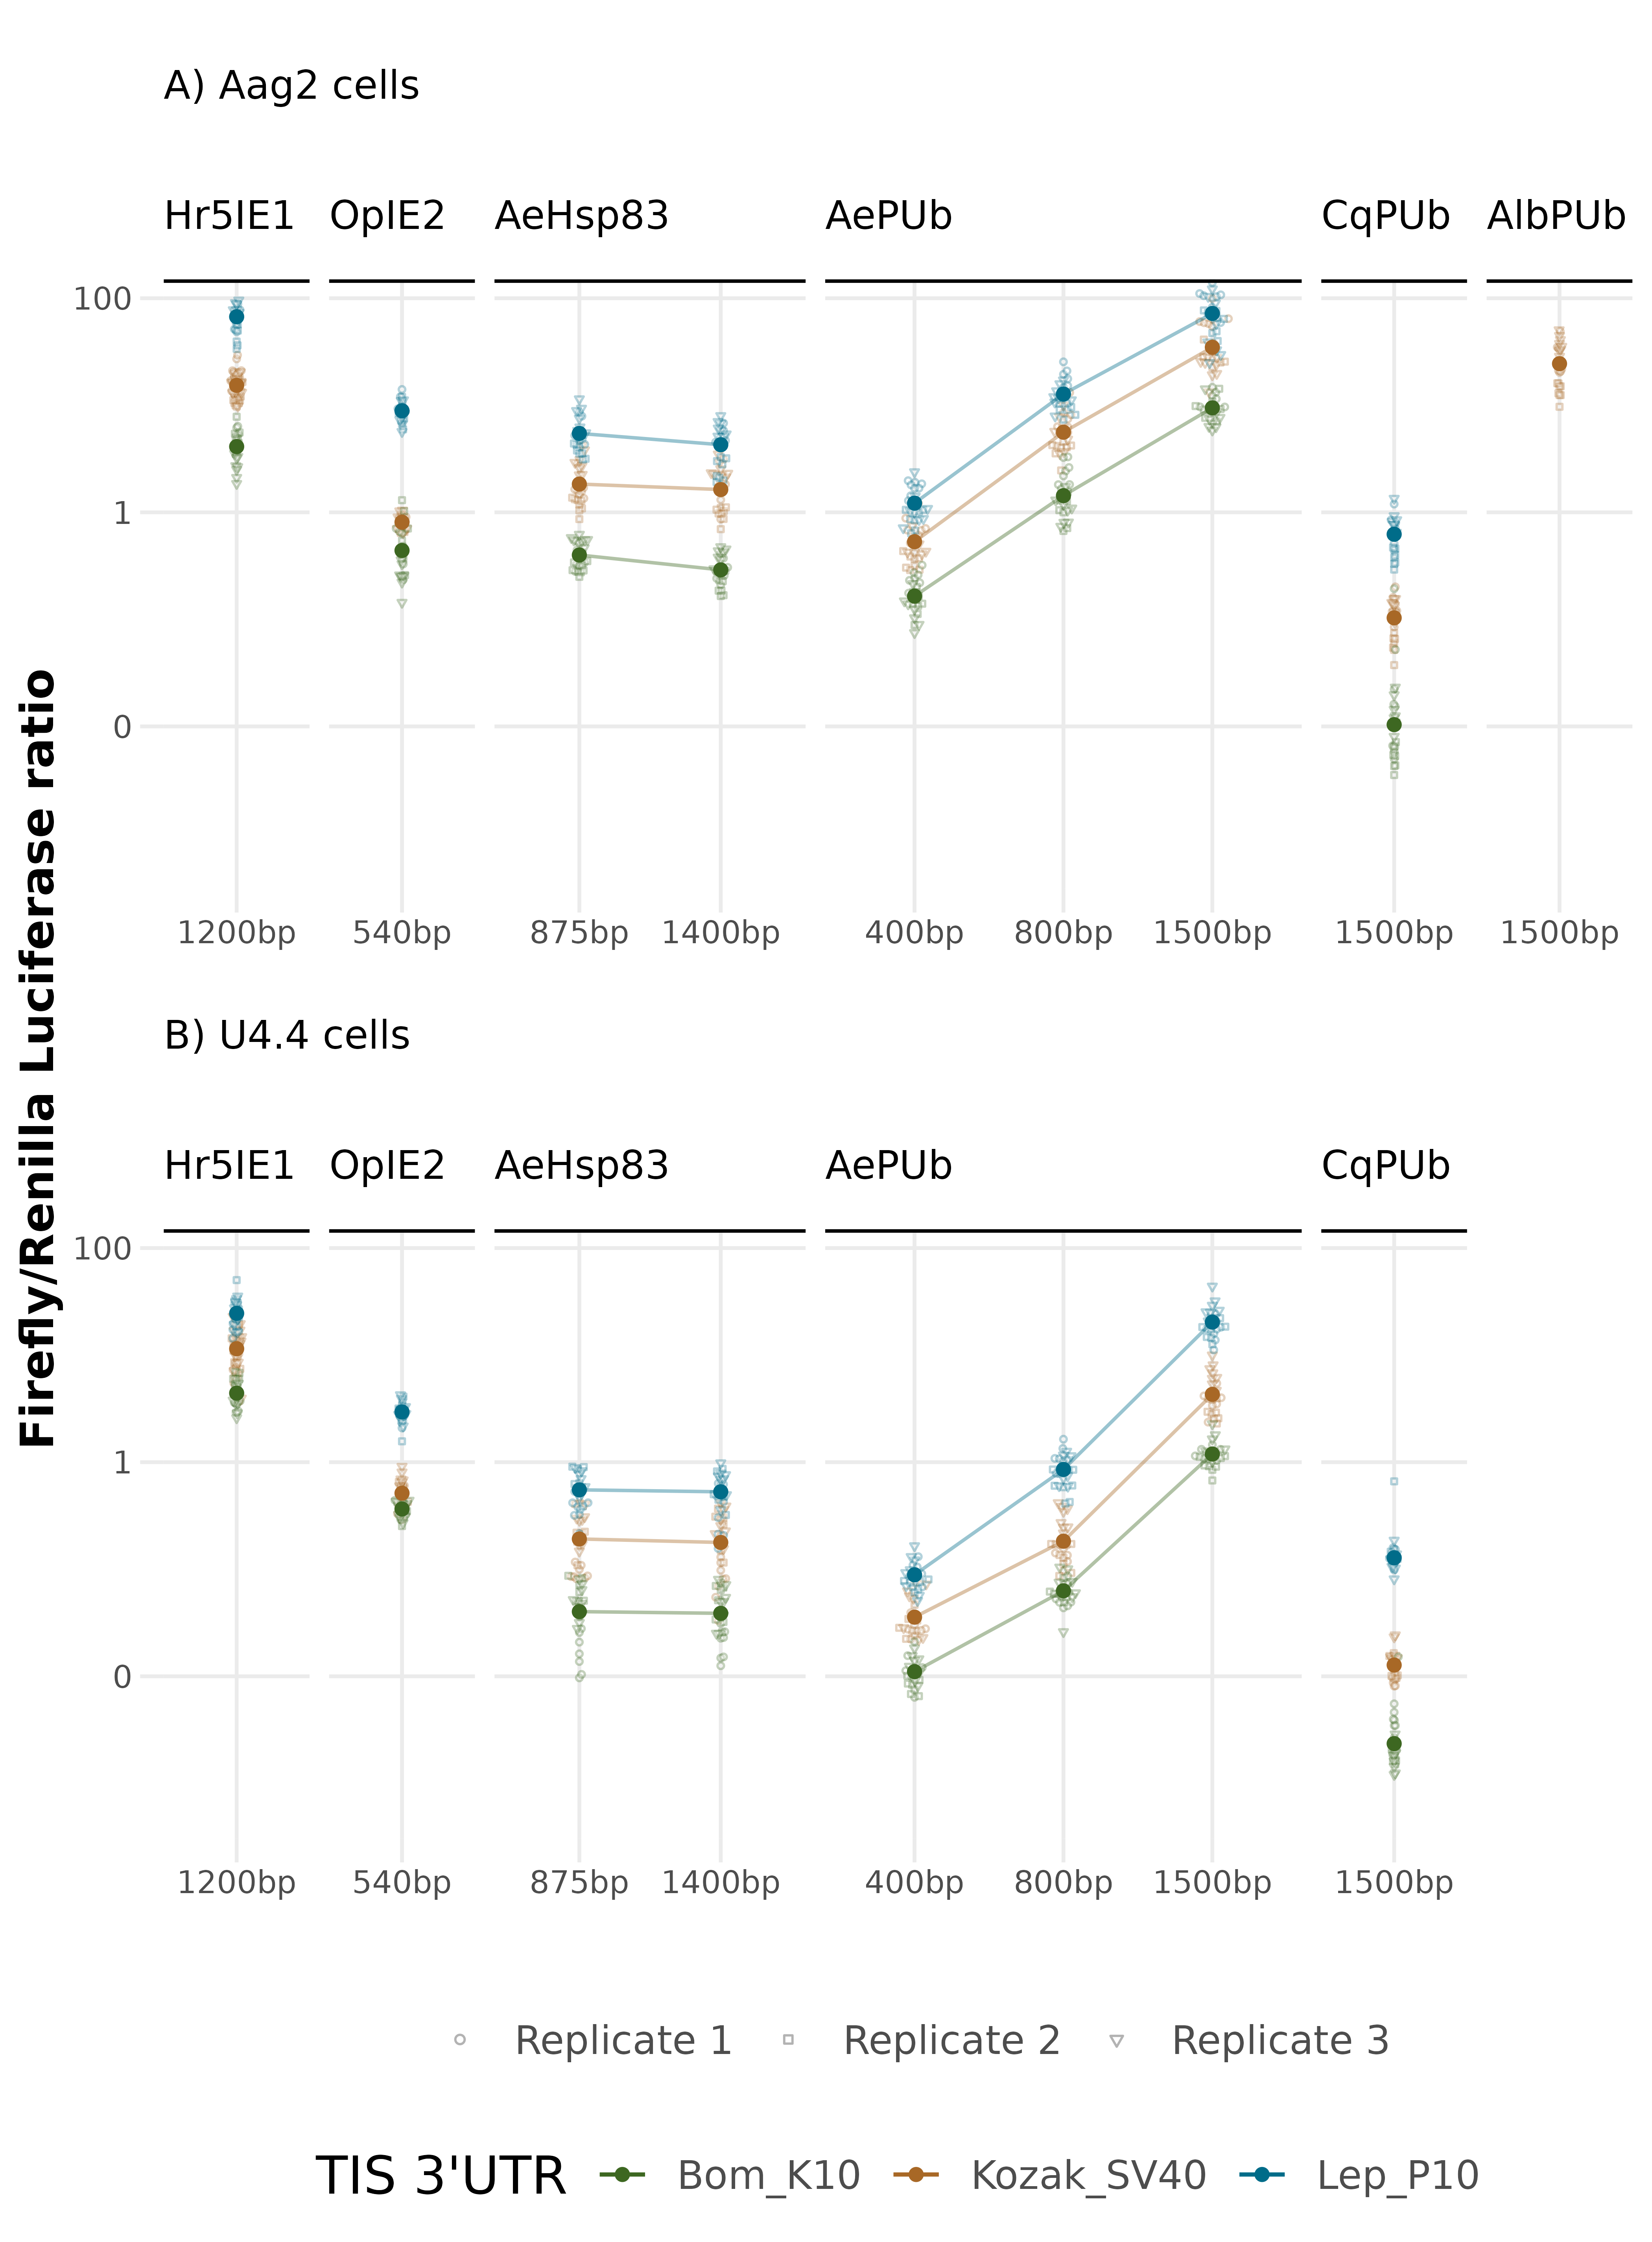 A) Aag2 cells
Hr5IE1 OpIE2 AeHsp83 AePUb CqPUb AlbPUb
100
1
0
1200bp 540bp 875bp 1400bp 400bp 800bp 1500bp 1500bp 1500bp
Firefly/Renilla Luciferase ratio
B) U4.4 cells
Hr5IE1 OpIE2 AeHsp83 AePUb CqPUb
100
1
0
1200bp 540bp 875bp 1400bp 400bp 800bp 1500bp 1500bp
Replicate 1 Replicate 2 Replicate 3
TIS 3'UTR Bom_K10 Kozak_SV40 Lep_P10